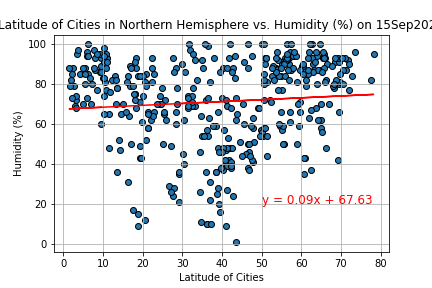 Latitude of Cities in Northern Hemisphere vs. Humidity (%) on 15Sep202
100
80
60
40
20
0
Humidity (%)
y = 0.09x + 67.63
0 10 20 30 40 50 60 70 80
Latitude of Cities